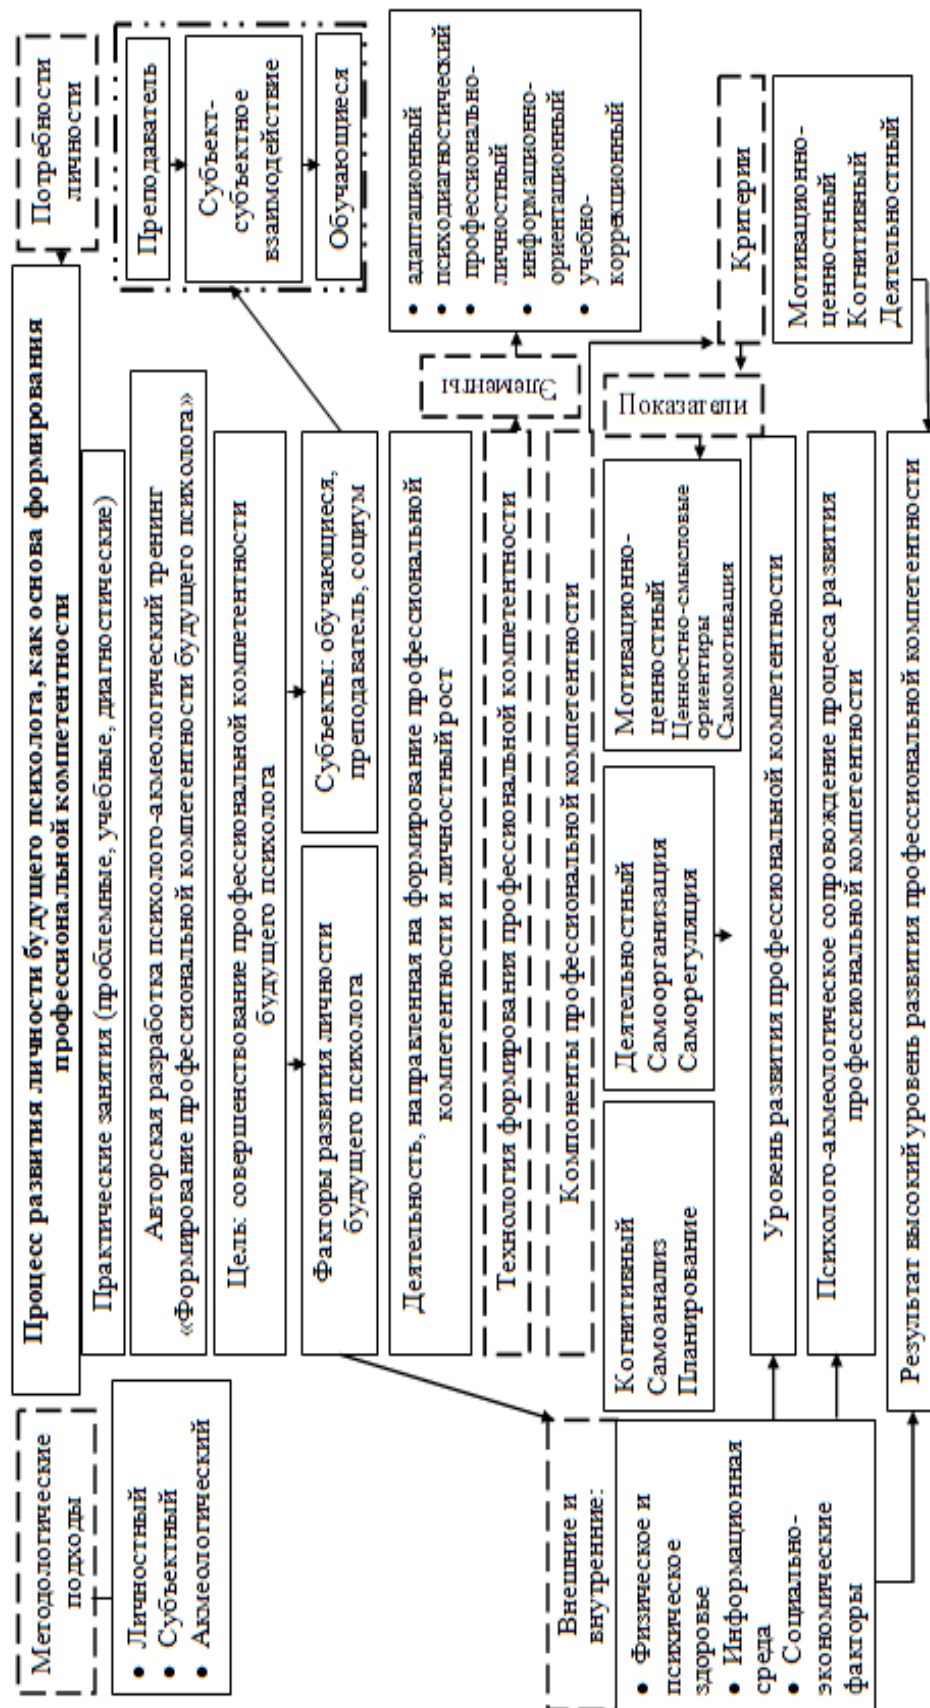 Процесс развития личности будущего психолога, как основа формирования
профессиональной компетентности
Методологические
подходы
Потребности
личности
Личностный
Субъектный
Акмеологический
Практические занятия (проблемные, учебные, диагностические)
Авторская разработка психолого-акмеологический тренинг
«Формирование профессиональной компетентности будущего психолога»
Цель: совершенствование профессиональной компетентности
будущего психолога
Преподаватель
Субъект-
субъектное
взаимодействие
Обучающиеся
Факторы развития личности
будущего психолога
Субъекты: обучающиеся,
преподаватель, социум
Деятельность, направленная на формирование профессиональной
компетентности и личностный рост
Технология формирования профессиональной компетентности
Элементы
• адаптационный
• психодиагностический
• профессионально-
личностный
• информационно-
ориентационный
• учебно-
коррекционный
Компоненты профессиональной компетентности
Внешние и
внутренние:
• Физическое и
психическое
здоровье
• Информационная
среда
• Социально-
экономические
факторы
Когнитивный
Самоанализ
Планирование
Деятельностный
Самоорганизация
Саморегуляция
Мотивационно-
ценностный
Ценностно-смысловые
ориентиры
Самомотивация
Показатели
Критерии
Мотивационно-
ценностный
Когнитивный
Деятельностный
Уровень развития профессиональной компетентности
Психолого-акмеологическое сопровождение процесса развития
профессиональной компетентности
Результат высокий уровень развития профессиональной компетентности